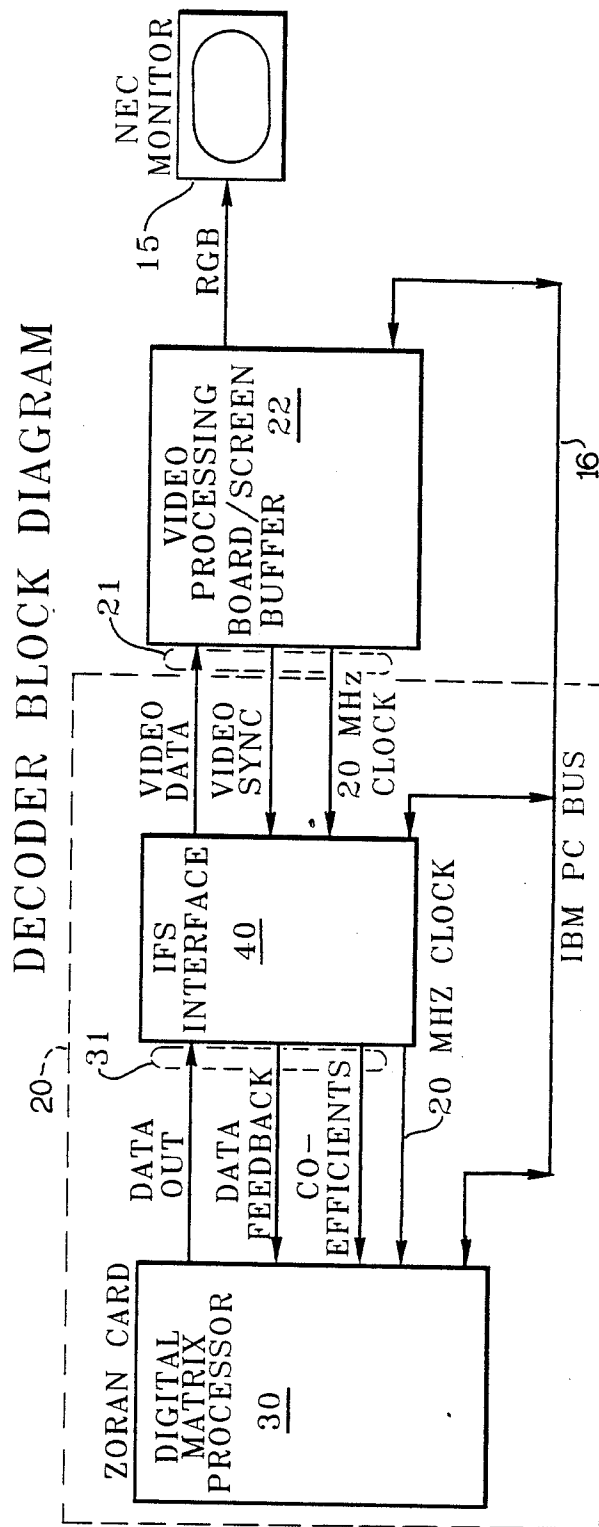 DECODER BLOCK DIAGRAM
20
ZORAN CARD
DIGITAL
MATRIX
PROCESSOR
30
DATA
OUT
DATA
FEEDBACK
CO-
EFFICIENTS
20 MHZ CLOCK
31
IFS
INTERFACE
40
VIDEO
DATA
VIDEO
SYNC
20 MHz
CLOCK
21
VIDEO
PROCESSING
BOARD/SCREEN
BUFFER
22
RGB
15
NEC
MONITOR
IBM PC BUS
16